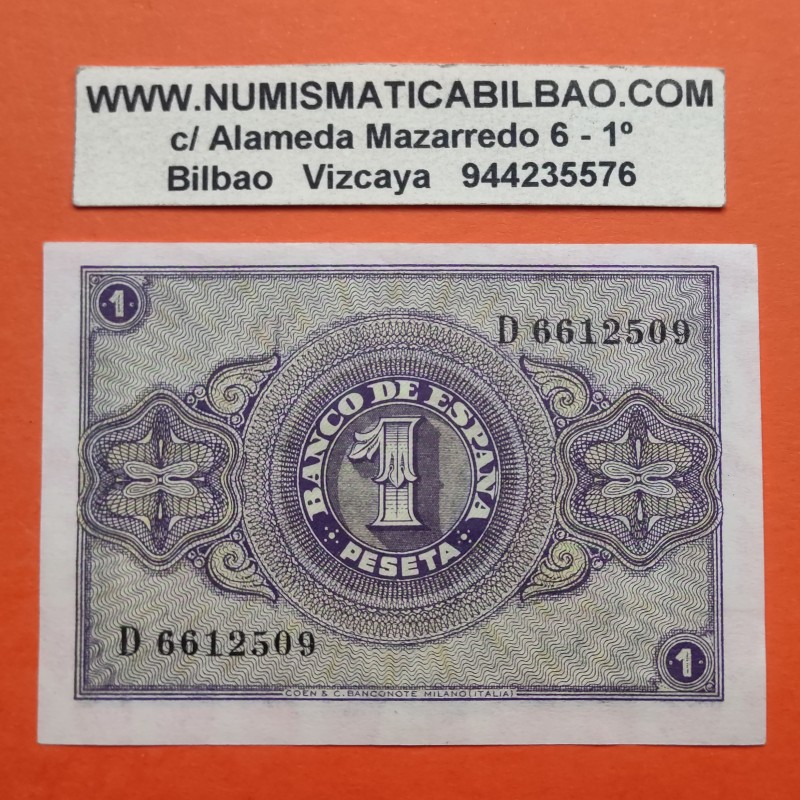 WWW.NUMISMATICABILBAO.COM
c/ Alameda Mazarredo 6 - 1º
Bilbao Vizcaya 944235576
1
D 6612509
BANCO DE ESPAÑA
1
PESETA
D 6612509
1
COEN & C. BANCONOTE MILANO (ITALIA)